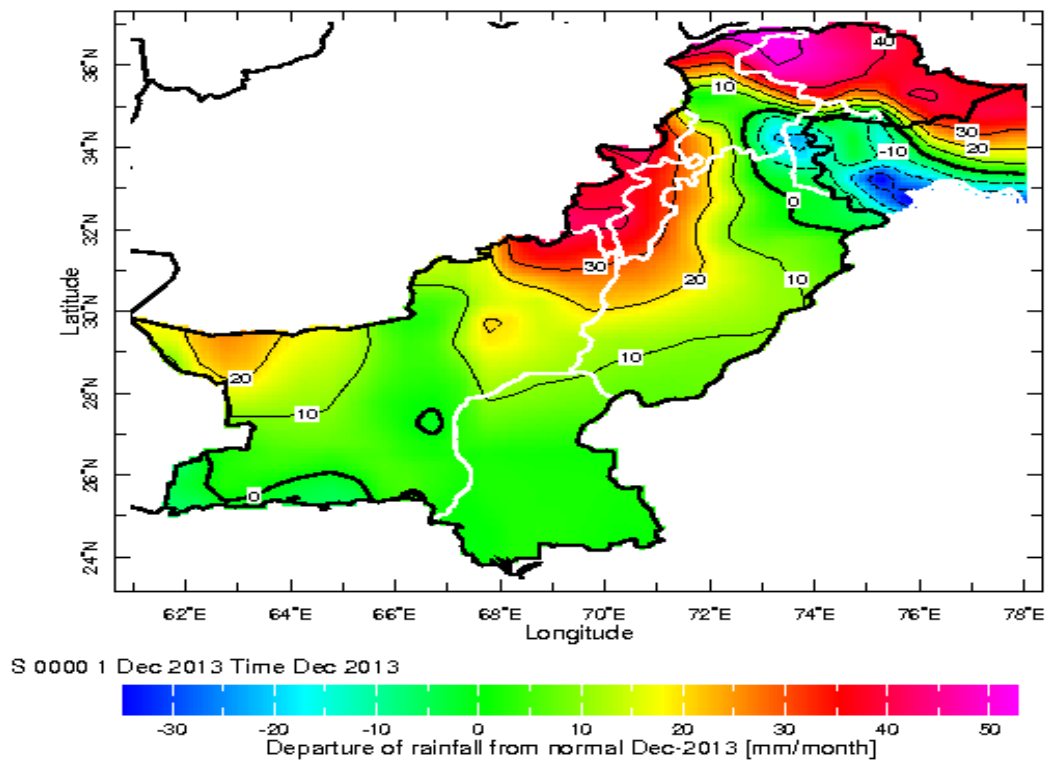 36°N
34°N
32°N
30°N
28°N
26°N
24°N
Latitude
40
10
30
20
-10
0
30
20
10
10
20
10
0
62°E 64°E 66°E 68°E 70°E 72°E 74°E 76°E 78°E
Longitude
S 0000 1 Dec 2013 Time Dec 2013
-30 -20 -10 0 10 20 30 40 50
Departure of rainfall from normal Dec-2013 [mm/month]